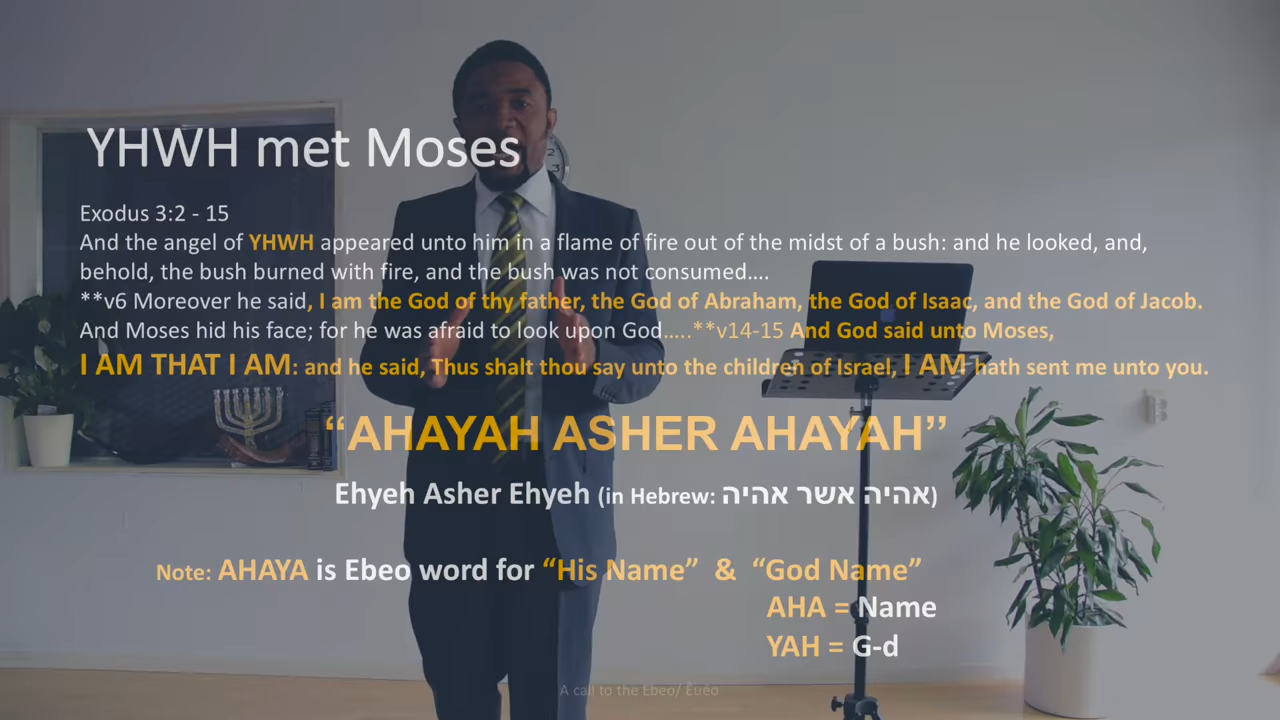 YHWH met Moses
Exodus 3:2 - 15
And the angel of YHWH appeared unto him in a flame of fire out of the midst of a bush: and he looked, and,
behold, the bush burned with fire, and the bush was not consumed....
**v6 Moreover he said, I am the God of thy father, the God of Abraham, the God of Isaac, and the God of Jacob.
And Moses hid his face; for he was afraid to look upon God.....**v14-15 And God said unto Moses,
I AM THAT I AM: and he said, Thus shalt thou say unto the children of Israel, I AM hath sent me unto you.
“AHAYAH ASHER AHAYAH”
Ehyeh Asher Ehyeh (in Hebrew: אהיה אשר אהיה)
Note: AHAYA is Ebeo word for “His Name” & “God Name”
AHA = Name
YAH = G-d
A call to the Ebeo/